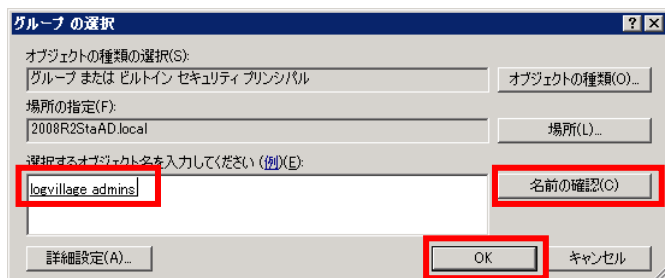 グループ の選択
オブジェクトの種類の選択(S):
グループ または ビルトイン セキュリティ プリンシパル
オブジェクトの種類(O)...
場所の指定(F):
2008R2StaAD.local
場所(L)...
選択するオブジェクト名を入力してください (例)(E):
logvillage admins
名前の確認(C)
詳細設定(A)...
OK
キャンセル